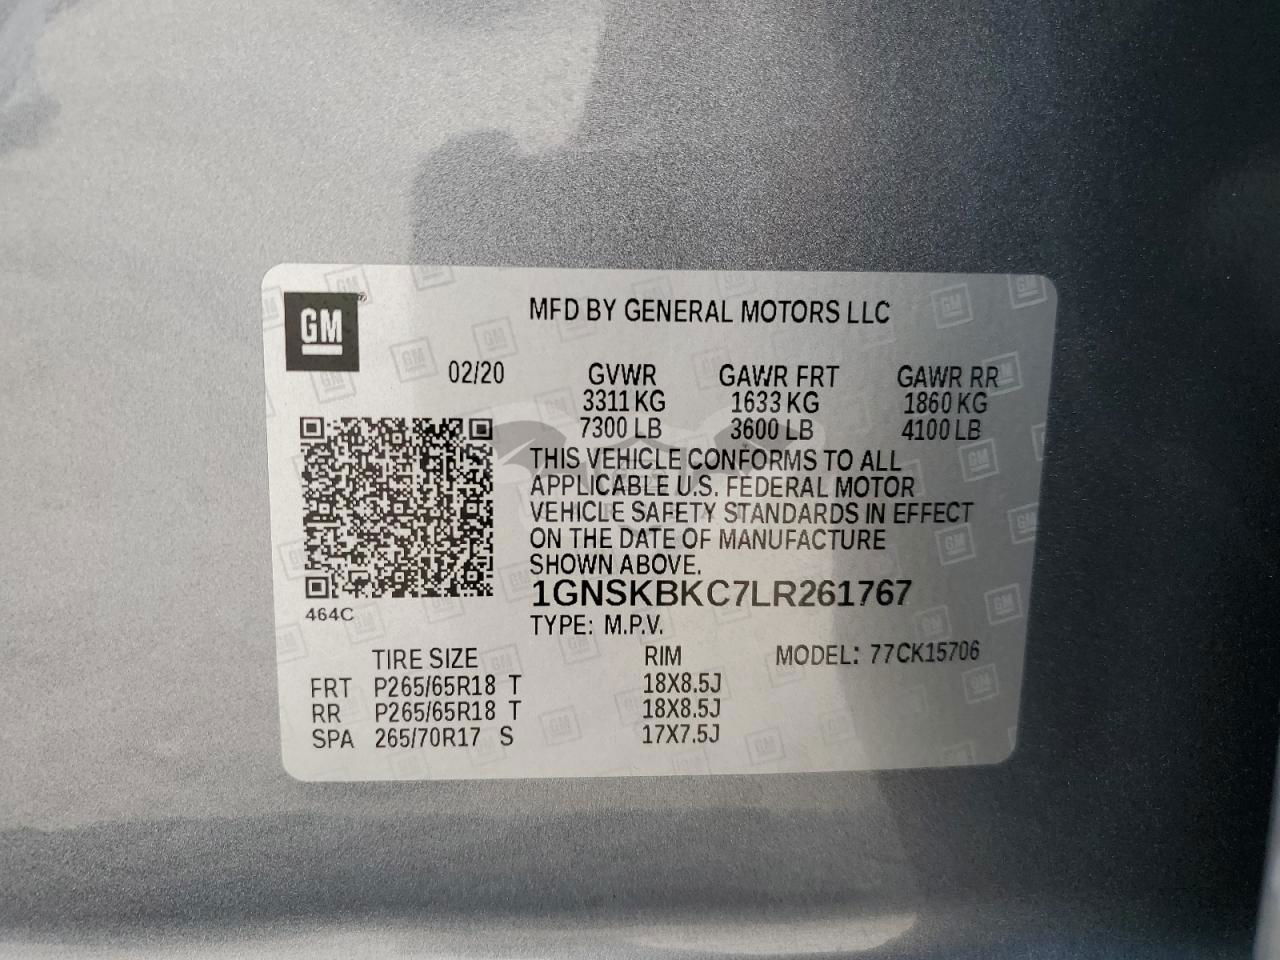 GM
MFD BY GENERAL MOTORS LLC
02/20 GVWR GAWR FRT GAWR RR
3311 KG 1633 KG 1860 KG
7300 LB 3600 LB 4100 LB
THIS VEHICLE CONFORMS TO ALL
APPLICABLE U.S. FEDERAL MOTOR
VEHICLE SAFETY STANDARDS IN EFFECT
ON THE DATE OF MANUFACTURE
SHOWN ABOVE.
464C
1GNSKBKC7LR261767
TYPE: M.P.V.
TIRE SIZE RIM MODEL: 77CK15706
FRT P265/65R18 T 18X8.5J
RR P265/65R18 T 18X8.5J
SPA 265/70R17 S 17X7.5J